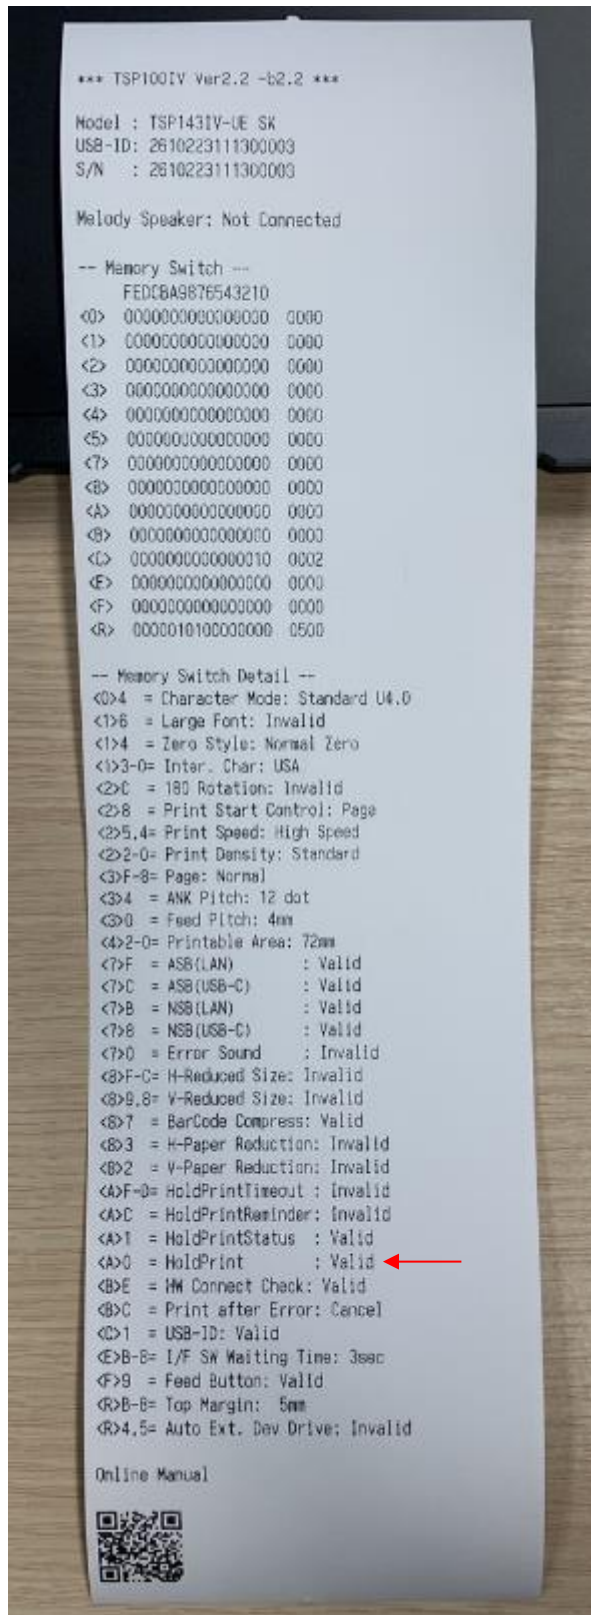 *** TSP100IV Ver2.2 -b2.2 ***
Model : TSP143IV-UE SK
USB-ID: 2610223111300003
S/N : 2610223111300003
Melody Speaker: Not Connected
-- Memory Switch --
FEDCBA9876543210
<0> 0000000000000000 0000
<1> 0000000000000000 0000
<2> 0000000000000000 0000
<3> 0000000000000000 0000
<4> 0000000000000000 0000
<5> 0000000000000000 0000
<7> 0000000000000000 0000
<8> 0000000000000000 0000
<A> 0000000000000000 0000
<B> 0000000000000000 0000
<C> 0000000000000010 0002
<E> 0000000000000000 0000
<F> 0000000000000000 0000
<R> 0000010100000000 0500
-- Memory Switch Detail --
<0>4 = Character Mode: Standard U4.0
<1>6 = Large Font: Invalid
<1>4 = Zero Style: Normal Zero
<1>3-0= Inter. Char: USA
<2>C = 180 Rotation: Invalid
<2>8 = Print Start Control: Page
<2>5,4= Print Speed: High Speed
<2>2-0= Print Density: Standard
<3>F-8= Page: Normal
<3>4 = ANK Pitch: 12 dot
<3>0 = Feed Pitch: 4mm
<4>2-0= Printable Area: 72mm
<7>F = ASB(LAN) : Valid
<7>C = ASB(USB-C) : Valid
<7>B = NSB(LAN) : Valid
<7>8 = NSB(USB-C) : Valid
<7>0 = Error Sound : Invalid
<8>F-C= H-Reduced Size: Invalid
<8>9,8= V-Reduced Size: Invalid
<8>7 = BarCode Compress: Valid
<8>3 = H-Paper Reduction: Invalid
<8>2 = V-Paper Reduction: Invalid
<A>F-D= HoldPrintTimeout : Invalid
<A>C = HoldPrintReminder: Invalid
<A>1 = HoldPrintStatus : Valid
<A>0 = HoldPrint : Valid
<B>E = HW Connect Check: Valid
<B>C = Print after Error: Cancel
<C>1 = USB-ID: Valid
<E>B-8= I/F SW Waiting Time: 3sec
<F>9 = Feed Button: Valid
<R>B-8= Top Margin: 5mm
<R>4,5= Auto Ext. Dev Drive: Invalid
Online Manual